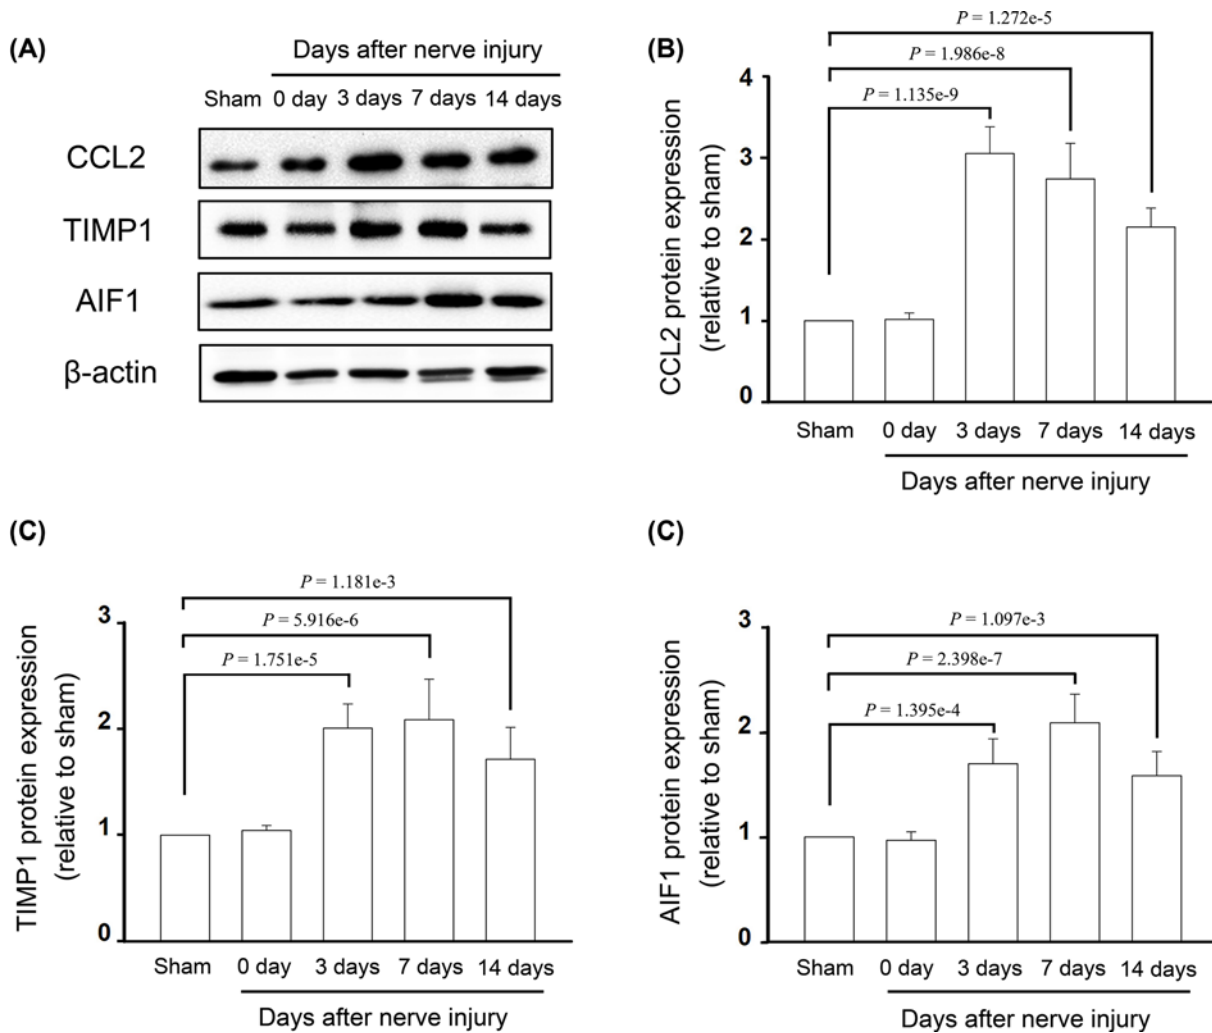 (A)
Days after nerve injury
Sham 0 day 3 days 7 days 14 days
CCL2
TIMP1
AIF1
β-actin
(B)
P = 1.272e-5
P = 1.986e-8
P = 1.135e-9
CCL2 protein expression
(relative to sham)
4
3
2
1
0
Sham 0 day 3 days 7 days 14 days
Days after nerve injury
(C)
P = 1.181e-3
P = 5.916e-6
P = 1.751e-5
TIMP1 protein expression
(relative to sham)
3
2
1
0
Sham 0 day 3 days 7 days 14 days
Days after nerve injury
(C)
P = 1.097e-3
P = 2.398e-7
P = 1.395e-4
AIF1 protein expression
(relative to sham)
3
2
1
0
Sham 0 day 3 days 7 days 14 days
Days after nerve injury